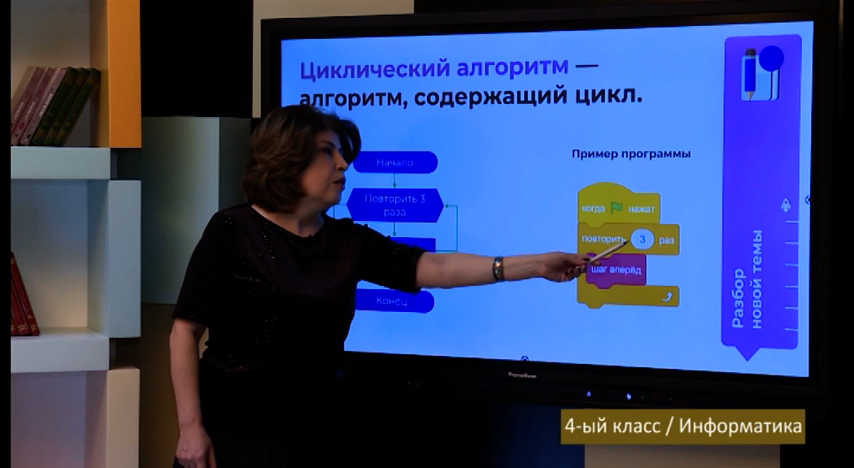 Циклический алгоритм —
алгоритм, содержащий цикл.
Начало
Повторить 3
раза
Конец
Пример программы
когда нажат
повторить 3 раз
шаг вперёд
Разбор
новой темы
Promethean
4-ый класс / Информатика